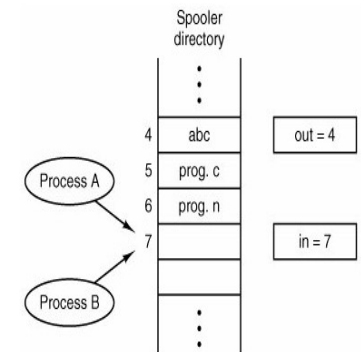 Spooler
directory
4 abc out = 4
5 prog. c
Process A
6 prog. n
7 in = 7
Process B